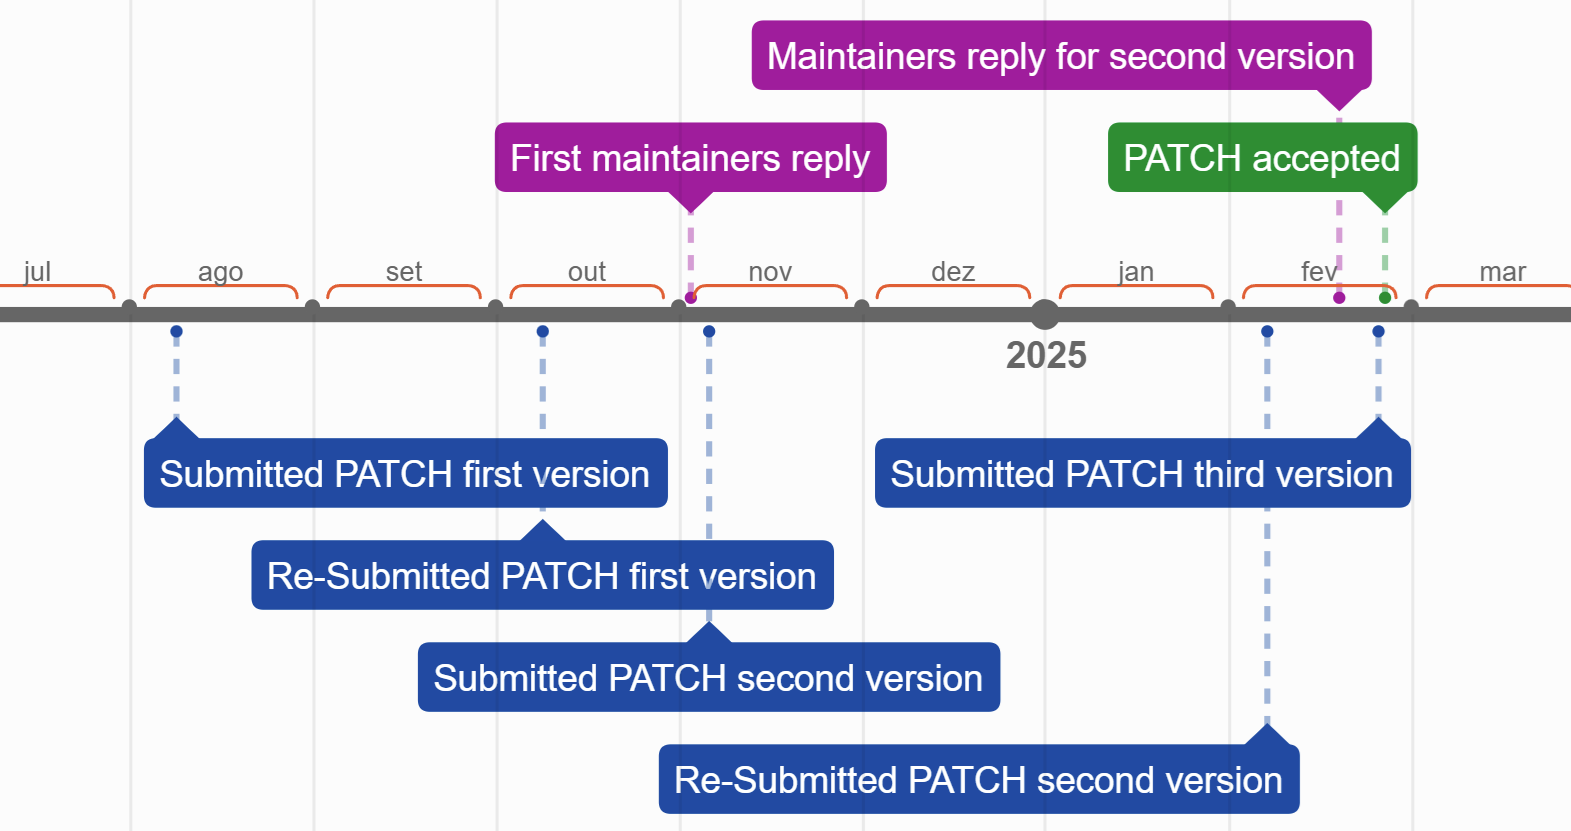 Maintainers reply for second version
First maintainers reply
PATCH accepted
jul
ago
set
out
nov
dez
jan
fev
mar
2025
Submitted PATCH first version
Submitted PATCH third version
Re-Submitted PATCH first version
Submitted PATCH second version
Re-Submitted PATCH second version